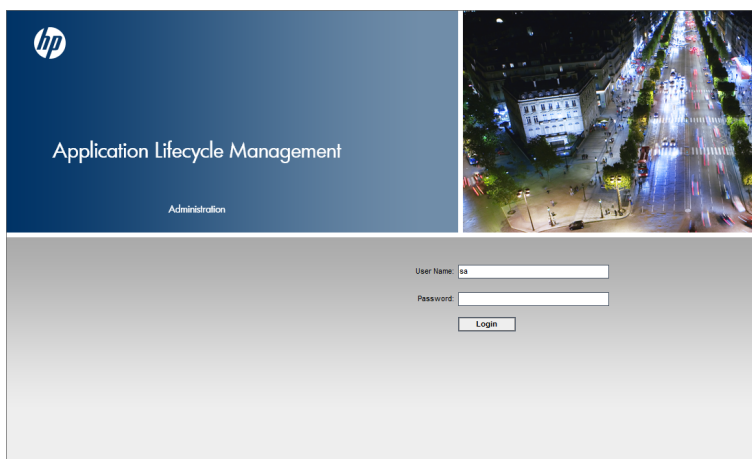 hp
Application Lifecycle Management
Administration
User Name: sa
Password:
Login